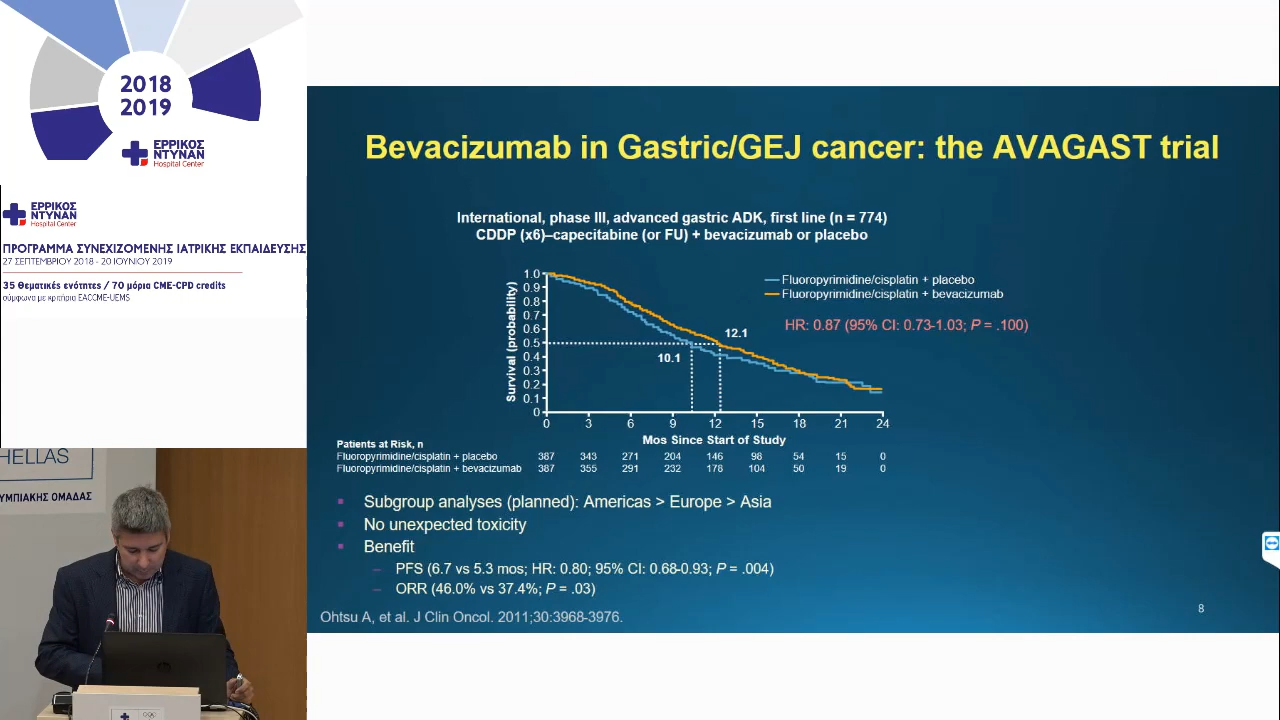 2018
2019
ΕΡΡΙΚΟΣ
ΝΤΥΝΑΝ
Hospital Center
ΕΡΡΙΚΟΣ
ΝΤΥΝΑΝ
Hospital Center
ΠΡΟΓΡΑΜΜΑ ΣΥΝΕΧΙΖΟΜΕΝΗΣ ΙΑΤΡΙΚΗΣ ΕΚΠΑΙΔΕΥΣΗΣ
27 ΣΕΠΤΕΜΒΡΙΟΥ 2018 - 20 ΙΟΥΝΙΟΥ 2019
35 θεματικές ενότητες / 70 μόρια CME-CPD credits
σύμφωνα με κριτήρια EACCME-UEMS
HELLAS
ΥΜΠΙΑΚΗΣ ΟΜΑΔΑΣ
Bevacizumab in Gastric/GEJ cancer: the AVAGAST trial
International, phase III, advanced gastric ADK, first line (n = 774)
CDDP (x6)–capecitabine (or FU) + bevacizumab or placebo
Fluoropyrimidine/cisplatin + placebo
Fluoropyrimidine/cisplatin + bevacizumab
HR: 0.87 (95% CI: 0.73-1.03; P = .100)
Survival (probability)
1.0
0.9
0.8
0.7
0.6
0.5
0.4
0.3
0.2
0.1
0
12.1
10.1
0 3 6 9 12 15 18 21 24
Mos Since Start of Study
Patients at Risk, n
Fluoropyrimidine/cisplatin + placebo 387 343 271 204 146 98 54 15 0
Fluoropyrimidine/cisplatin + bevacizumab 387 355 291 232 178 104 50 19 0
Subgroup analyses (planned): Americas > Europe > Asia
No unexpected toxicity
Benefit
– PFS (6.7 vs 5.3 mos; HR: 0.80; 95% CI: 0.68-0.93; P = .004)
– ORR (46.0% vs 37.4%; P = .03)
Ohtsu A, et al. J Clin Oncol. 2011;30:3968-3976.
8